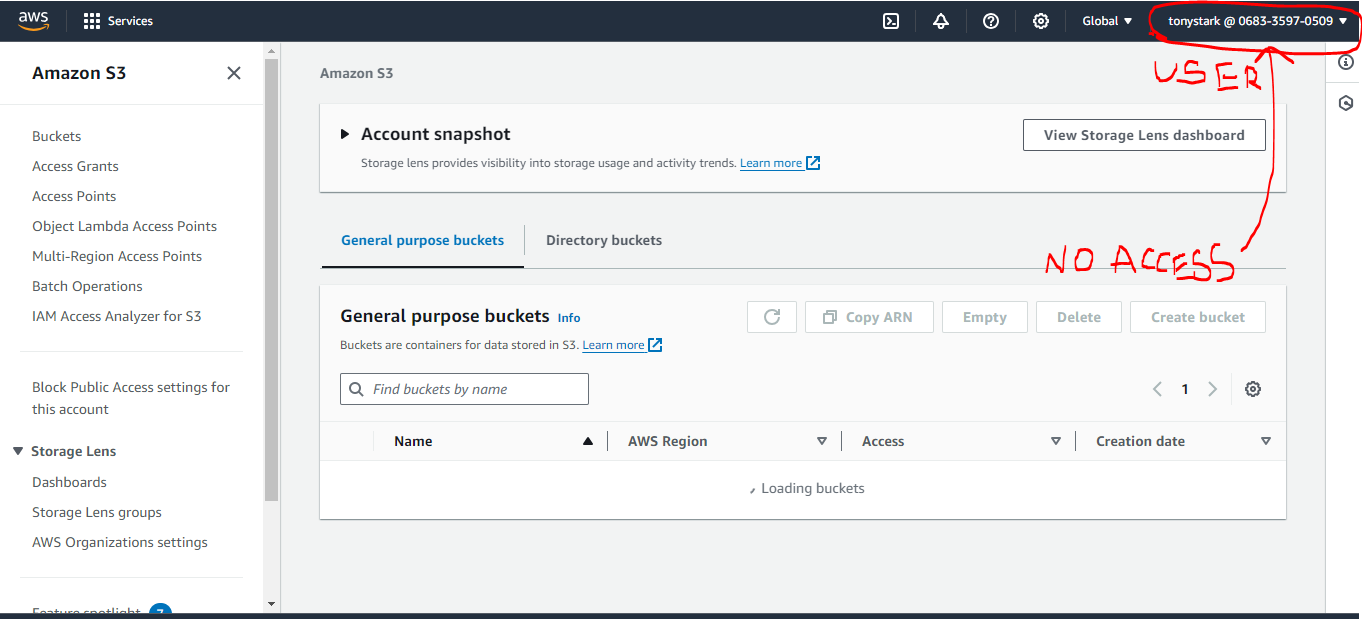 aws
Services
Global
tonystark @ 0683-3597-0509
USER
Amazon S3
Buckets
Access Grants
Access Points
Object Lambda Access Points
Multi-Region Access Points
Batch Operations
IAM Access Analyzer for S3
Block Public Access settings for
this account
Storage Lens
Dashboards
Storage Lens groups
AWS Organizations settings
Feature spotlight 7
Amazon S3
Account snapshot
View Storage Lens dashboard
Storage lens provides visibility into storage usage and activity trends. Learn more
General purpose buckets Directory buckets
NO ACCESS
General purpose buckets Info
Copy ARN Empty Delete Create bucket
Buckets are containers for data stored in S3. Learn more
Find buckets by name
1
Name AWS Region Access Creation date
Loading buckets